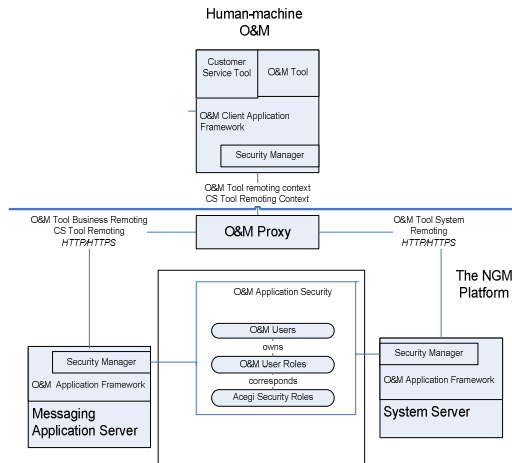 Human-machine
O&M
Customer
Service Tool
O&M Tool
O&M Client Application
Framework
Security Manager
O&M Tool remoting context
CS Tool Remoting Context
O&M Tool Business Remoting
CS Tool Remoting
HTTP/HTTPS
O&M Proxy
O&M Tool System
Remoting
HTTP/HTTPS
The NGM
Platform
O&M Application Security
O&M Users
owns
O&M User Roles
corresponds
Acegi Security Roles
Security Manager
O&M Application Framework
Messaging
Application Server
Security Manager
O&M Application Framework
System Server